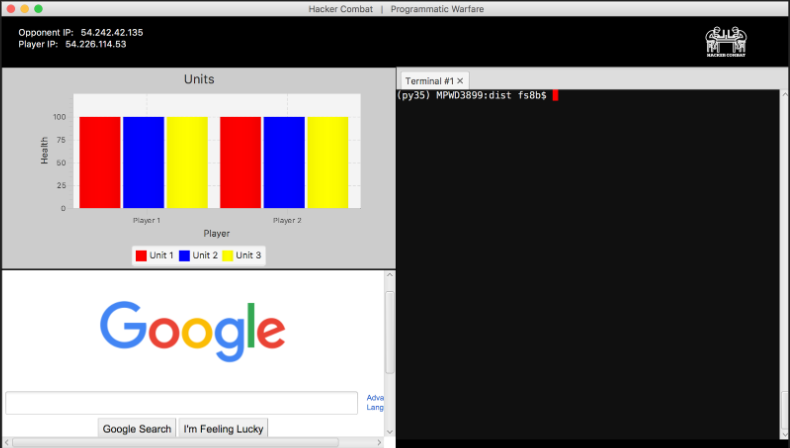 Hacker Combat | Programmatic Warfare
Opponent IP: 54.242.42.135
Player IP: 54.226.114.53
HACKER COMBAT
Units
100
75
50
25
0
Health
Player 1 Player 2
Player
Unit 1 Unit 2 Unit 3
Google
Adva
Lang
Google Search I'm Feeling Lucky
Terminal #1 ×
(py35) MPWD3899:dist fs8b$